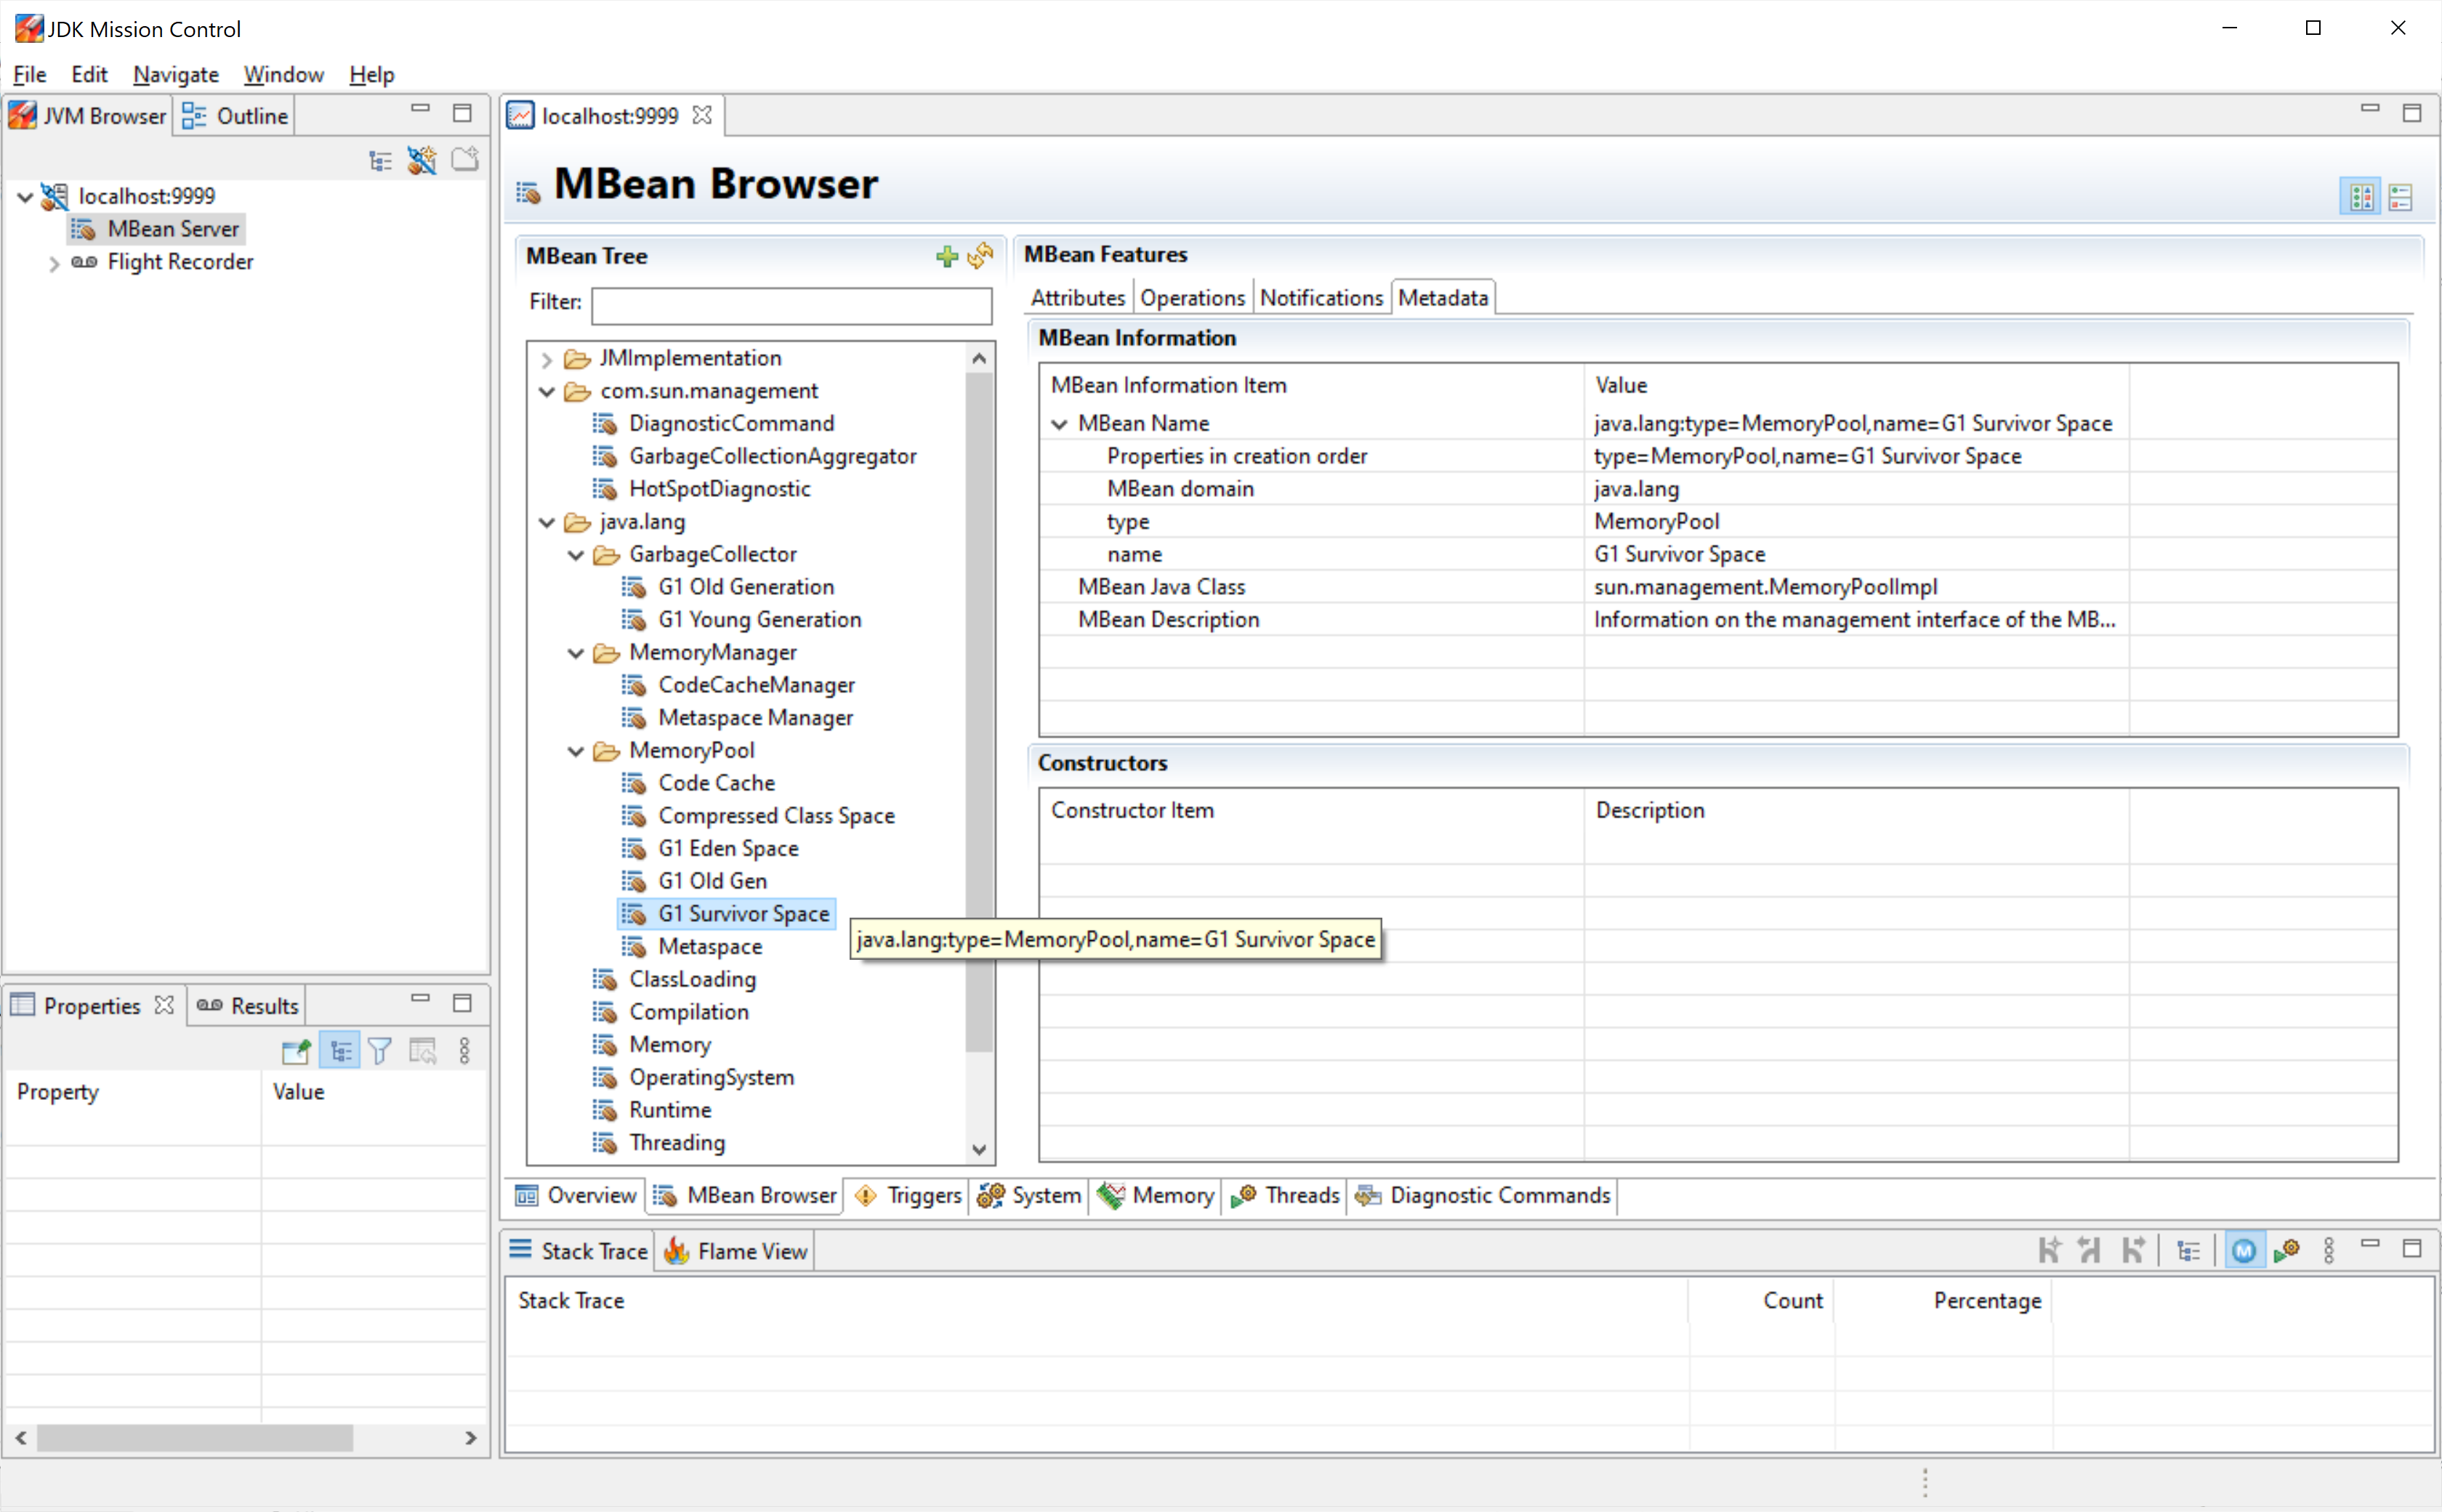 JDK Mission Control
File Edit Navigate Window Help
JVM Browser Outline
localhost:9999
MBean Server
Flight Recorder
localhost:9999
MBean Browser
MBean Tree
Filter:
JMImplementation
com.sun.management
DiagnosticCommand
GarbageCollectionAggregator
HotSpotDiagnostic
java.lang
GarbageCollector
G1 Old Generation
G1 Young Generation
MemoryManager
CodeCacheManager
Metaspace Manager
MemoryPool
Code Cache
Compressed Class Space
G1 Eden Space
G1 Old Gen
G1 Survivor Space
Metaspace
ClassLoading
Compilation
Memory
OperatingSystem
Runtime
Threading
java.lang:type=MemoryPool,name=G1 Survivor Space
MBean Features
Attributes Operations Notifications Metadata
MBean Information
MBean Information Item Value
MBean Name java.lang:type=MemoryPool,name=G1 Survivor Space
Properties in creation order type=MemoryPool,name=G1 Survivor Space
MBean domain java.lang
type MemoryPool
name G1 Survivor Space
MBean Java Class sun.management.MemoryPoolImpl
MBean Description Information on the management interface of the MB...
Constructors
Constructor Item Description
Overview MBean Browser Triggers System Memory Threads Diagnostic Commands
Properties Results
Property Value
Stack Trace Flame View
M
Stack Trace Count Percentage